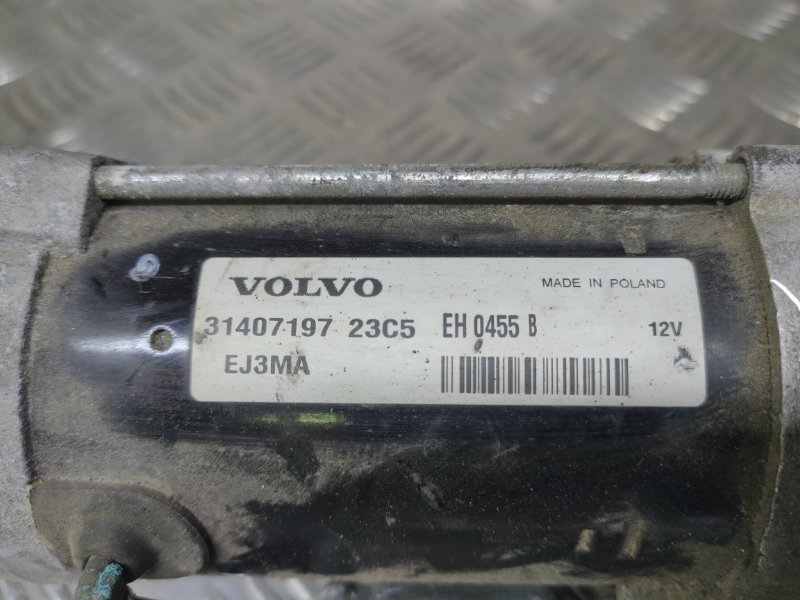 VOLVO MADE IN POLAND
31407197 23C5 EH 0455 B 12V
EJ3MA